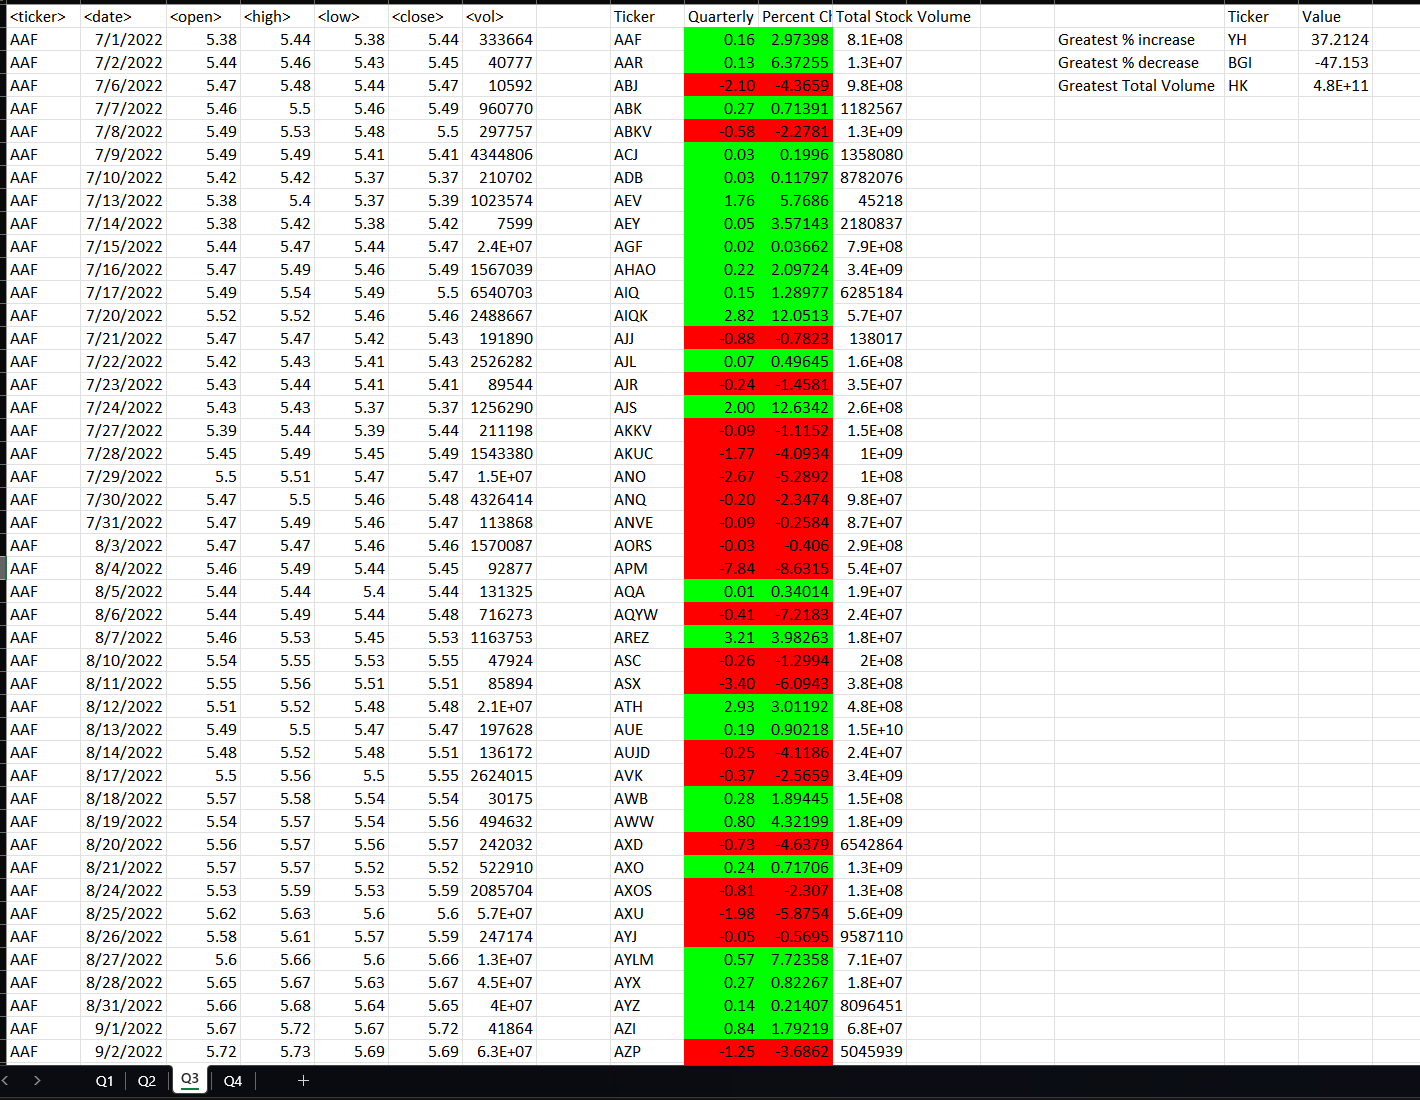 <ticker> <date> <open> <high> <low> <close> <vol> Ticker Quarterly Percent Ch Total Stock Volume Ticker Value
AAF 7/1/2022 5.38 5.44 5.38 5.44 333664 AAF 0.16 2.97398 8.1E+08 Greatest % increase YH 37.2124
AAF 7/2/2022 5.44 5.46 5.43 5.45 40777 AAR 0.13 6.37255 1.3E+07 Greatest % decrease BGI -47.153
AAF 7/6/2022 5.47 5.48 5.44 5.47 10592 ABJ -2.10 -4.3659 9.8E+08 Greatest Total Volume HK 4.8E+11
AAF 7/7/2022 5.46 5.5 5.46 5.49 960770 ABK 0.27 0.71391 1182567
AAF 7/8/2022 5.49 5.53 5.48 5.5 297757 ABKV -0.58 -2.2781 1.3E+09
AAF 7/9/2022 5.49 5.49 5.41 5.41 4344806 ACJ 0.03 0.1996 1358080
AAF 7/10/2022 5.42 5.42 5.37 5.37 210702 ADB 0.03 0.11797 8782076
AAF 7/13/2022 5.38 5.4 5.37 5.39 1023574 AEV 1.76 5.7686 45218
AAF 7/14/2022 5.38 5.42 5.38 5.42 7599 AEY 0.05 3.57143 2180837
AAF 7/15/2022 5.44 5.47 5.44 5.47 2.4E+07 AGF 0.02 0.03662 7.9E+08
AAF 7/16/2022 5.47 5.49 5.46 5.49 1567039 AHAO 0.22 2.09724 3.4E+09
AAF 7/17/2022 5.49 5.54 5.49 5.5 6540703 AIQ 0.15 1.28977 6285184
AAF 7/20/2022 5.52 5.52 5.46 5.46 2488667 AIQK 2.82 12.0513 5.7E+07
AAF 7/21/2022 5.47 5.47 5.42 5.43 191890 AJJ -0.88 -0.7823 138017
AAF 7/22/2022 5.42 5.43 5.41 5.43 2526282 AJL 0.07 0.49645 1.6E+08
AAF 7/23/2022 5.43 5.44 5.41 5.41 89544 AJR -0.24 -1.4581 3.5E+07
AAF 7/24/2022 5.43 5.43 5.37 5.37 1256290 AJS 2.00 12.6342 2.6E+08
AAF 7/27/2022 5.39 5.44 5.39 5.44 211198 AKKV -0.09 -1.1152 1.5E+08
AAF 7/28/2022 5.45 5.49 5.45 5.49 1543380 AKUC -1.77 -4.0934 1E+09
AAF 7/29/2022 5.5 5.51 5.47 5.47 1.5E+07 ANO -2.67 -5.2892 1E+08
AAF 7/30/2022 5.47 5.5 5.46 5.48 4326414 ANQ -0.20 -2.3474 9.8E+07
AAF 7/31/2022 5.47 5.49 5.46 5.47 113868 ANVE -0.09 -0.2584 8.7E+07
AAF 8/3/2022 5.47 5.47 5.46 5.46 1570087 AORS -0.03 -0.406 2.9E+08
AAF 8/4/2022 5.46 5.49 5.44 5.45 92877 APM -7.84 -8.6315 5.4E+07
AAF 8/5/2022 5.44 5.44 5.4 5.44 131325 AQA 0.01 0.34014 1.9E+07
AAF 8/6/2022 5.44 5.49 5.44 5.48 716273 AQYW -0.41 -7.2183 2.4E+07
AAF 8/7/2022 5.46 5.53 5.45 5.53 1163753 AREZ 3.21 3.98263 1.8E+07
AAF 8/10/2022 5.54 5.55 5.53 5.55 47924 ASC -0.26 -1.2994 2E+08
AAF 8/11/2022 5.55 5.56 5.51 5.51 85894 ASX -3.40 -6.0943 3.8E+08
AAF 8/12/2022 5.51 5.52 5.48 5.48 2.1E+07 ATH 2.93 3.01192 4.8E+08
AAF 8/13/2022 5.49 5.5 5.47 5.47 197628 AUE 0.19 0.90218 1.5E+10
AAF 8/14/2022 5.48 5.52 5.48 5.51 136172 AUJD -0.25 -4.1186 2.4E+07
AAF 8/17/2022 5.5 5.56 5.5 5.55 2624015 AVK -0.37 -2.5659 3.4E+09
AAF 8/18/2022 5.57 5.58 5.54 5.54 30175 AWB 0.28 1.89445 1.5E+08
AAF 8/19/2022 5.54 5.57 5.54 5.56 494632 AWW 0.80 4.32199 1.8E+09
AAF 8/20/2022 5.56 5.57 5.56 5.57 242032 AXD -0.73 -4.6379 6542864
AAF 8/21/2022 5.57 5.57 5.52 5.52 522910 AXO 0.24 0.71706 1.3E+09
AAF 8/24/2022 5.53 5.59 5.53 5.59 2085704 AXOS -0.81 -2.307 1.3E+08
AAF 8/25/2022 5.62 5.63 5.6 5.6 5.7E+07 AXU -1.98 -5.8754 5.6E+09
AAF 8/26/2022 5.58 5.61 5.57 5.59 247174 AYJ -0.05 -0.5695 9587110
AAF 8/27/2022 5.6 5.66 5.6 5.66 1.3E+07 AYLM 0.57 7.72358 7.1E+07
AAF 8/28/2022 5.65 5.67 5.63 5.67 4.5E+07 AYX 0.27 0.82267 1.8E+07
AAF 8/31/2022 5.66 5.68 5.64 5.65 4E+07 AYZ 0.14 0.21407 8096451
AAF 9/1/2022 5.67 5.72 5.67 5.72 41864 AZI 0.84 1.79219 6.8E+07
AAF 9/2/2022 5.72 5.73 5.69 5.69 6.3E+07 AZP -1.25 -3.6862 5045939
Q1 Q2 Q3 Q4 +